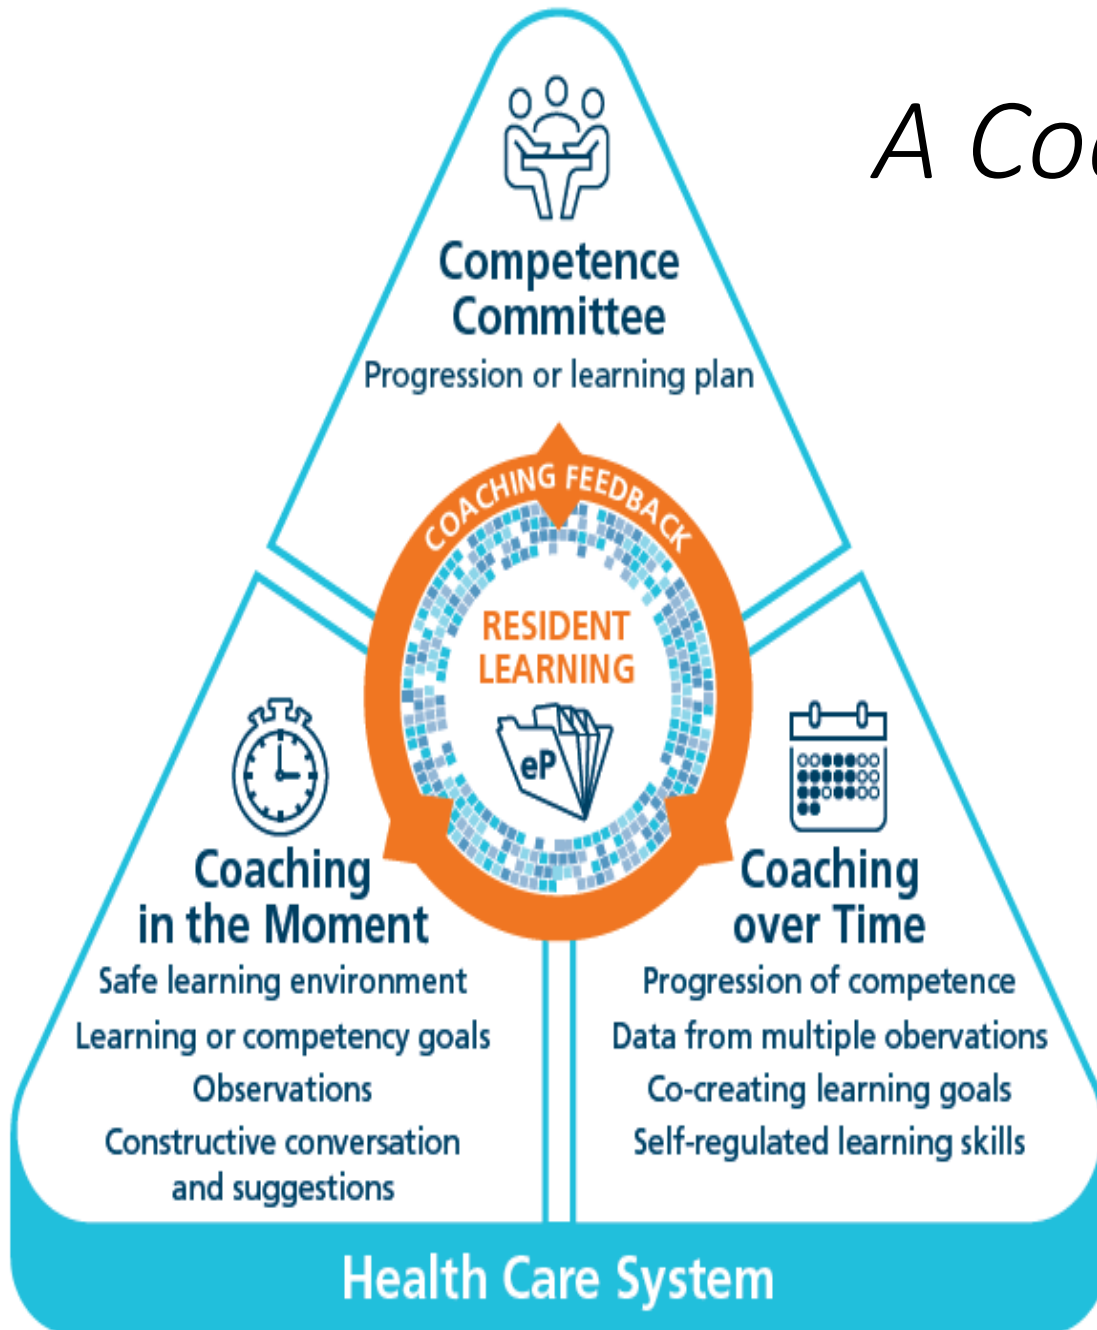 A Co
Competence
Committee
Progression or learning plan
COACHING FEEDBACK
RESIDENT
LEARNING
eP
Coaching
in the Moment
Safe learning environment
Learning or competency goals
Observations
Constructive conversation
and suggestions
Coaching
over Time
Progression of competence
Data from multiple obervations
Co-creating learning goals
Self-regulated learning skills
Health Care System